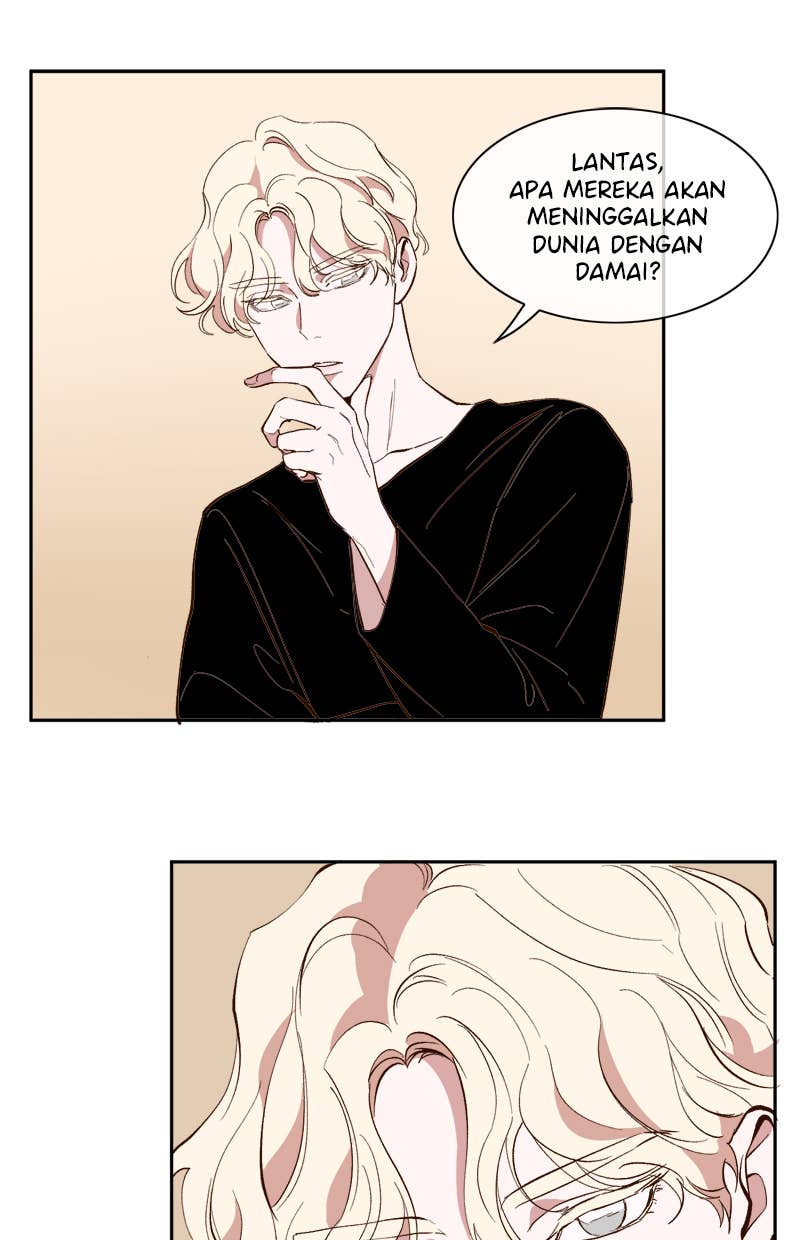 LANTAS,
APA MEREKA AKAN
MENINGGALKAN
DUNIA DENGAN
DAMAI?